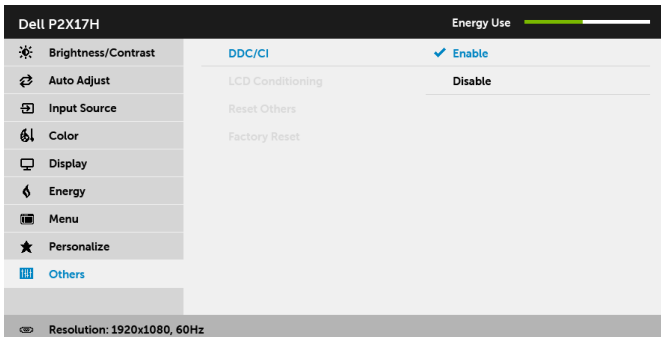 Dell P2X17H
Energy Use
Brightness/Contrast
DDC/CI
Enable
Auto Adjust
LCD Conditioning
Disable
Input Source
Reset Others
Color
Factory Reset
Display
Energy
Menu
Personalize
Others
Resolution: 1920x1080, 60Hz